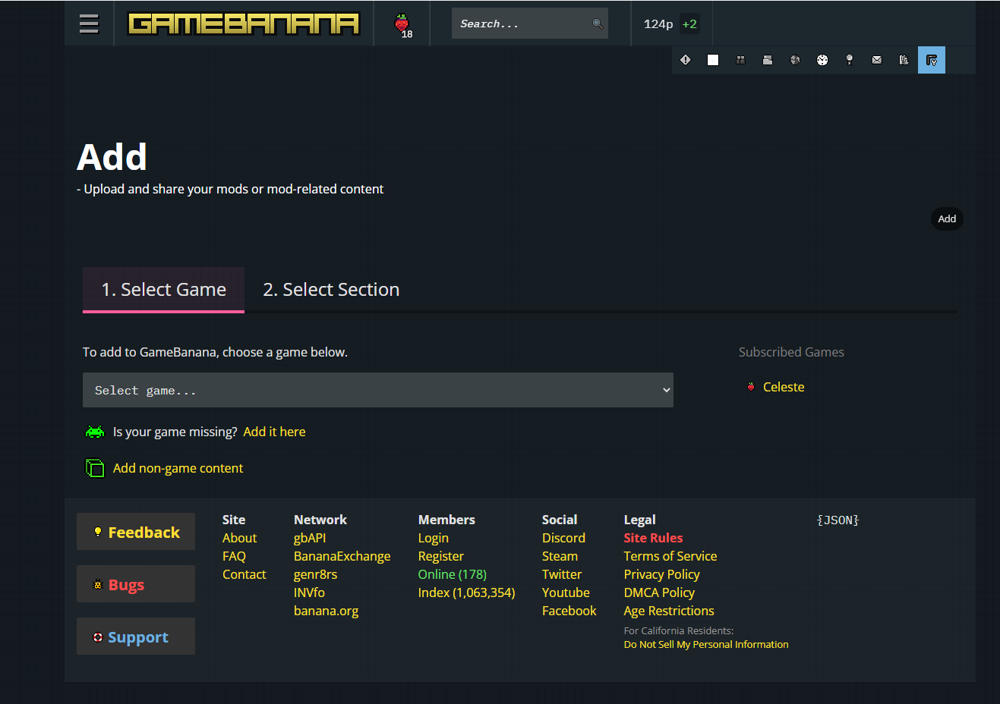 GAMEBANANA
18
Search...
124p +2
Add
- Upload and share your mods or mod-related content
Add
1. Select Game
2. Select Section
To add to GameBanana, choose a game below.
Select game...
Is your game missing? Add it here
Add non-game content
Subscribed Games
Celeste
Feedback
Bugs
Support
Site
About
FAQ
Contact
Network
gbAPI
BananaExchange
genr8rs
INVfo
banana.org
Members
Login
Register
Online (178)
Index (1,063,354)
Social
Discord
Steam
Twitter
Youtube
Facebook
Legal
Site Rules
Terms of Service
Privacy Policy
DMCA Policy
Age Restrictions
For California Residents:
Do Not Sell My Personal Information
{JSON}